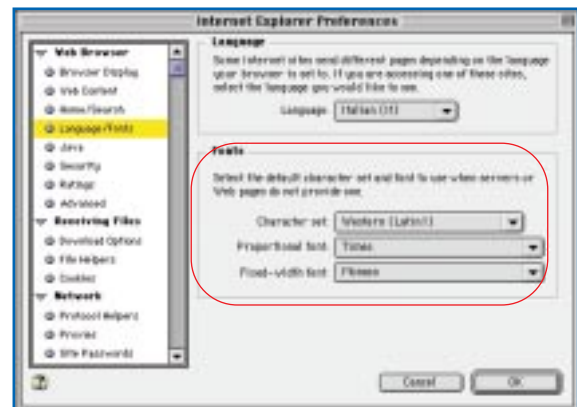 Internet Explorer Preferences
Web Browser
Browser Display
Web Content
Home/Search
Language/Fonts
Java
Security
Ratings
Advanced
Receiving Files
Download Options
File Helpers
Cookies
Network
Protocol Helpers
Proxies
Site Passwords
Language
Some Internet sites send different pages depending on the language
your browser is set to. If you are accessing one of these sites,
select the language you would like to use.
Language: Italian [it]
Fonts
Select the default character set and font to use when servers or
Web pages do not provide one.
Character set: Western (Latin1)
Proportional font: Times
Fixed-width font:
Cancel
OK